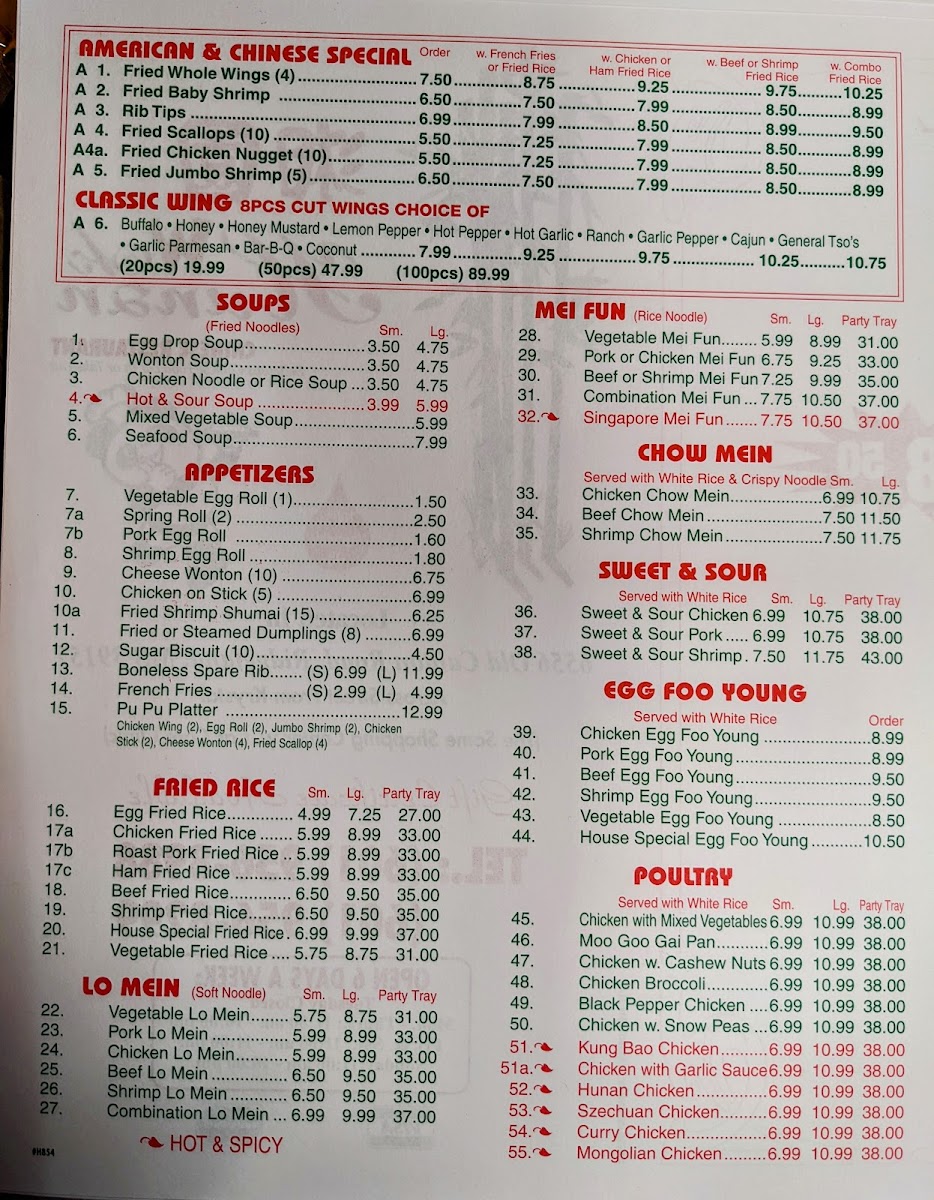 AMERICAN & CHINESE SPECIAL Order w. French Fries or Fried Rice w. Chicken or Ham Fried Rice w. Beef or Shrimp Fried Rice w. Combo Fried Rice
A 1. Fried Whole Wings (4) 7.50 8.75 9.25 9.75 10.25
A 2. Fried Baby Shrimp 6.50 7.50 7.99 8.50 8.99
A 3. Rib Tips 6.99 7.99 8.50 8.99 9.50
A 4. Fried Scallops (10) 5.50 7.25 7.99 8.50 8.99
A4a. Fried Chicken Nugget (10) 5.50 7.25 7.99 8.50 8.99
A 5. Fried Jumbo Shrimp (5) 6.50 7.50 7.99 8.50 8.99
CLASSIC WING 8PCS CUT WINGS CHOICE OF
A 6. Buffalo • Honey • Honey Mustard • Lemon Pepper • Hot Pepper • Hot Garlic • Ranch • Garlic Pepper • Cajun • General Tso's
• Garlic Parmesan • Bar-B-Q • Coconut 7.99 9.25 9.75 10.25 10.75
(20pcs) 19.99 (50pcs) 47.99 (100pcs) 89.99
SOUPS
(Fried Noodles) Sm. Lg.
1. Egg Drop Soup 3.50 4.75
2. Wonton Soup 3.50 4.75
3. Chicken Noodle or Rice Soup 3.50 4.75
4. Hot & Sour Soup 3.99 5.99
5. Mixed Vegetable Soup 5.99
6. Seafood Soup 7.99
APPETIZERS
7. Vegetable Egg Roll (1) 1.50
7a Spring Roll (2) 2.50
7b Pork Egg Roll 1.60
8. Shrimp Egg Roll 1.80
9. Cheese Wonton (10) 6.75
10. Chicken on Stick (5) 6.99
10a Fried Shrimp Shumai (15) 6.25
11. Fried or Steamed Dumplings (8) 6.99
12. Sugar Biscuit (10) 4.50
13. Boneless Spare Rib (S) 6.99 (L) 11.99
14. French Fries (S) 2.99 (L) 4.99
15. Pu Pu Platter 12.99
Chicken Wing (2), Egg Roll (2), Jumbo Shrimp (2), Chicken
Stick (2), Cheese Wonton (4), Fried Scallop (4)
FRIED RICE Sm. Lg. Party Tray
16. Egg Fried Rice 4.99 7.25 27.00
17a Chicken Fried Rice 5.99 8.99 33.00
17b Roast Pork Fried Rice 5.99 8.99 33.00
17c Ham Fried Rice 5.99 8.99 33.00
18. Beef Fried Rice 6.50 9.50 35.00
19. Shrimp Fried Rice 6.50 9.50 35.00
20. House Special Fried Rice 6.99 9.99 37.00
21. Vegetable Fried Rice 5.75 8.75 31.00
LO MEIN (Soft Noodle) Sm. Lg. Party Tray
22. Vegetable Lo Mein 5.75 8.75 31.00
23. Pork Lo Mein 5.99 8.99 33.00
24. Chicken Lo Mein 5.99 8.99 33.00
25. Beef Lo Mein 6.50 9.50 35.00
26. Shrimp Lo Mein 6.50 9.50 35.00
27. Combination Lo Mein 6.99 9.99 37.00
HOT & SPICY
#H854
MEI FUN (Rice Noodle) Sm. Lg. Party Tray
28. Vegetable Mei Fun 5.99 8.99 31.00
29. Pork or Chicken Mei Fun 6.75 9.25 33.00
30. Beef or Shrimp Mei Fun 7.25 9.99 35.00
31. Combination Mei Fun 7.75 10.50 37.00
32. Singapore Mei Fun 7.75 10.50 37.00
CHOW MEIN
Served with White Rice & Crispy Noodle Sm. Lg.
33. Chicken Chow Mein 6.99 10.75
34. Beef Chow Mein 7.50 11.50
35. Shrimp Chow Mein 7.50 11.75
SWEET & SOUR
Served with White Rice Sm. Lg. Party Tray
36. Sweet & Sour Chicken 6.99 10.75 38.00
37. Sweet & Sour Pork 6.99 10.75 38.00
38. Sweet & Sour Shrimp 7.50 11.75 43.00
EGG FOO YOUNG
Served with White Rice Order
39. Chicken Egg Foo Young 8.99
40. Pork Egg Foo Young 8.99
41. Beef Egg Foo Young 9.50
42. Shrimp Egg Foo Young 9.50
43. Vegetable Egg Foo Young 8.50
44. House Special Egg Foo Young 10.50
POULTRY
Served with White Rice Sm. Lg. Party Tray
45. Chicken with Mixed Vegetables 6.99 10.99 38.00
46. Moo Goo Gai Pan 6.99 10.99 38.00
47. Chicken w. Cashew Nuts 6.99 10.99 38.00
48. Chicken Broccoli 6.99 10.99 38.00
49. Black Pepper Chicken 6.99 10.99 38.00
50. Chicken w. Snow Peas 6.99 10.99 38.00
51. Kung Bao Chicken 6.99 10.99 38.00
51a. Chicken with Garlic Sauce 6.99 10.99 38.00
52. Hunan Chicken 6.99 10.99 38.00
53. Szechuan Chicken 6.99 10.99 38.00
54. Curry Chicken 6.99 10.99 38.00
55. Mongolian Chicken 6.99 10.99 38.00